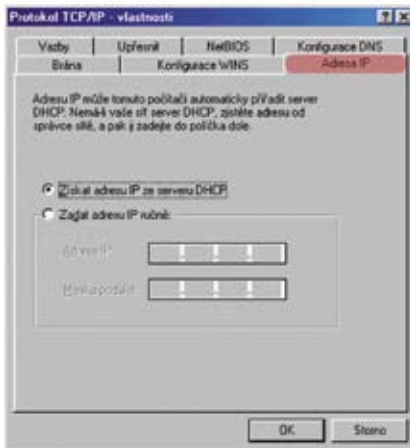 Protokol TCP/IP - vlastnosti
Vazby Upřesnit NetBIOS Konfigurace DNS
Brána Konfigurace WINS Adresa IP
Adresu IP může tomuto počítači automaticky přiřadit server
DHCP. Nemá-li vaše síť server DHCP, zjistěte adresu od
správce sítě, a pak ji zadejte do políčka dole.
Získat adresu IP ze serveru DHCP
Zadat adresu IP ručně:
Adresa IP:
Maska podsítě:
OK Storno